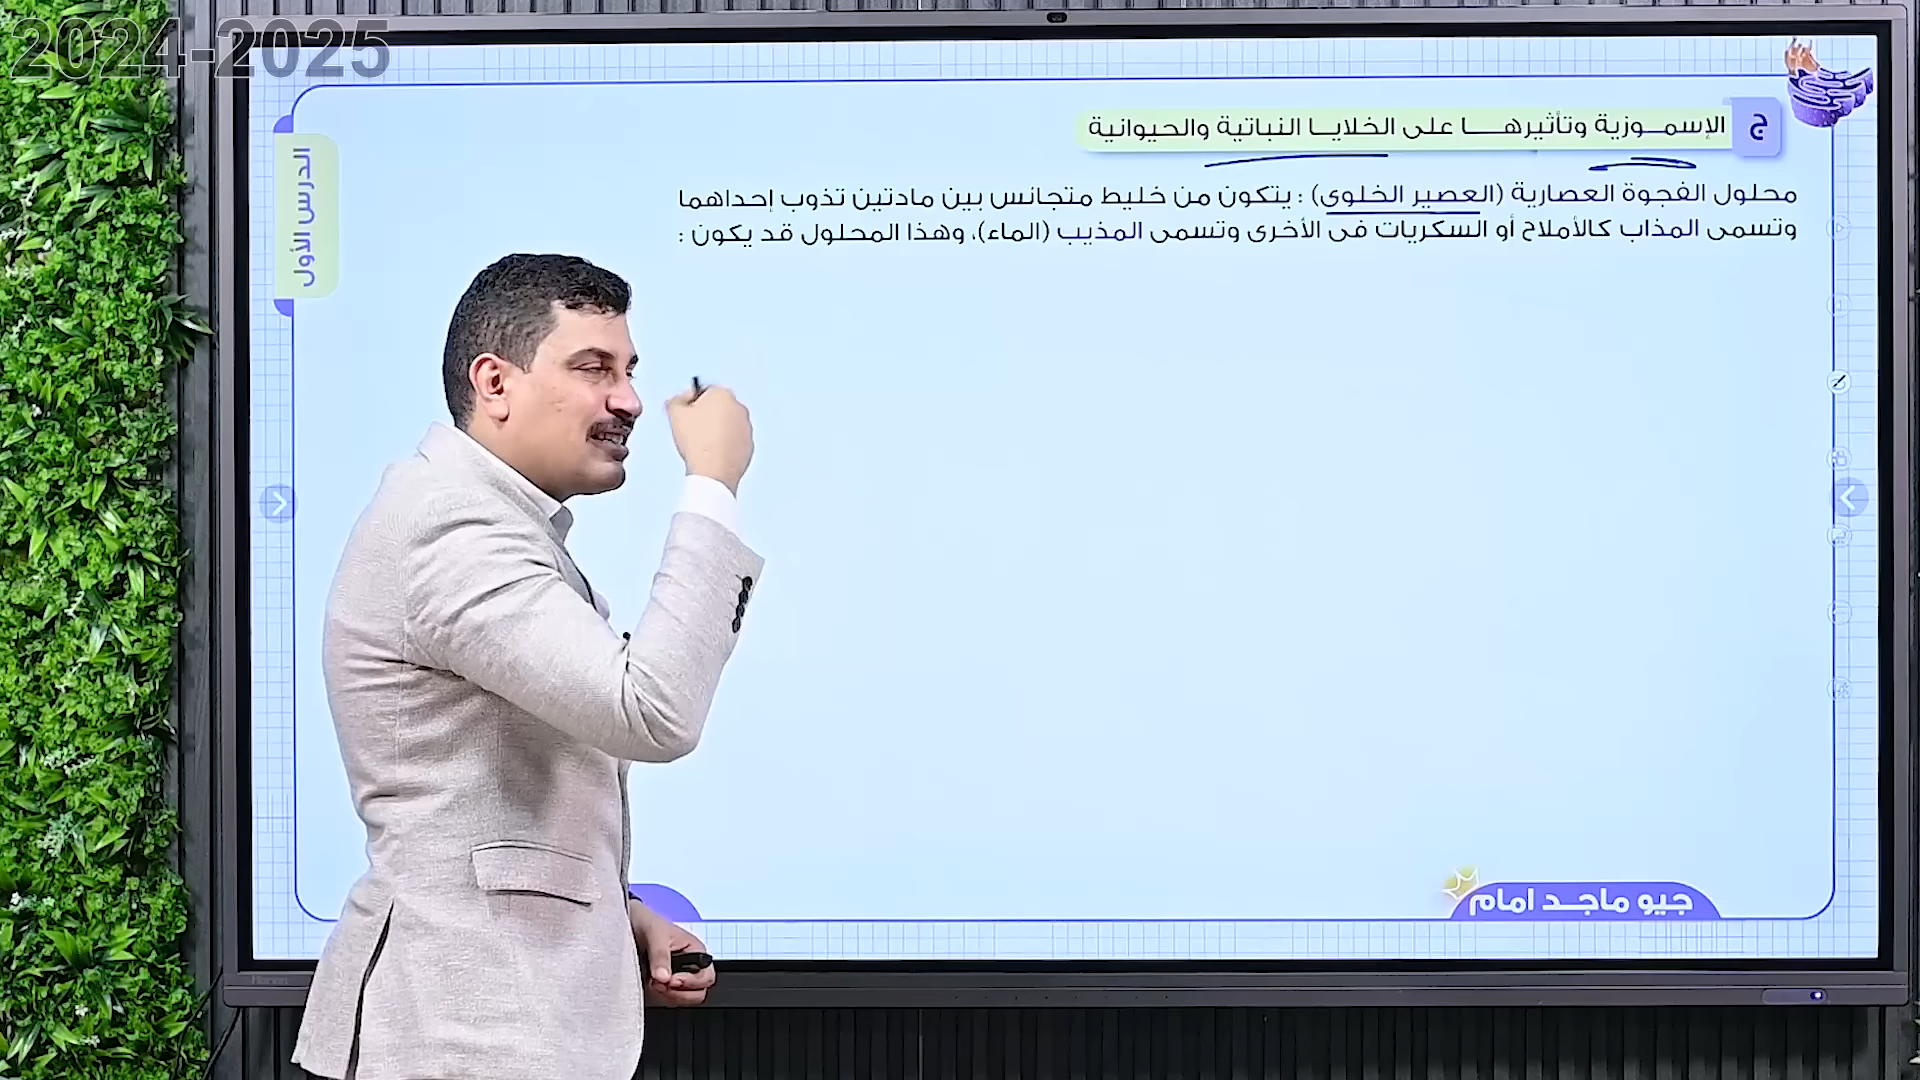 2024-2025
ج
الإسموزية وتأثيرها على الخلايا النباتية والحيوانية
محلول الفجوة العصارية (العصير الخلوى) : يتكون من خليط متجانس بين مادتين تذوب إحداهما
وتسمى المذاب كالأملاح أو السكريات فى الأخرى وتسمى المذيب (الماء)، وهذا المحلول قد يكون :
الدرس الأول
جيو ماجد امام